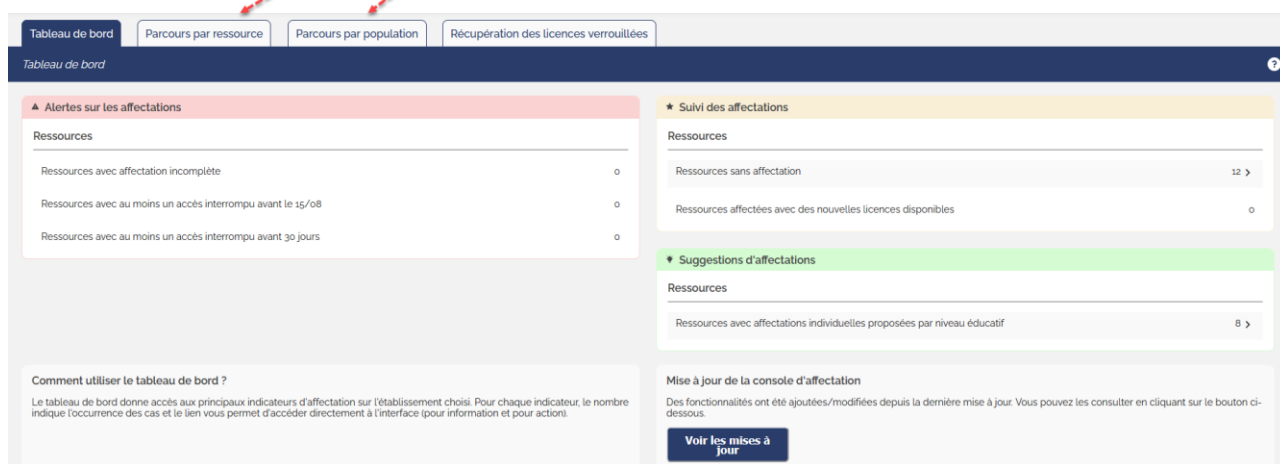 Tableau de bord
Parcours par ressource
Parcours par population
Récupération des licences verrouillées
Tableau de bord
?
Alertes sur les affectations
Ressources
Ressources avec affectation incomplète 0
Ressources avec au moins un accès interrompu avant le 15/08 0
Ressources avec au moins un accès interrompu avant 30 jours 0
Suivi des affectations
Ressources
Ressources sans affectation 12 >
Ressources affectées avec des nouvelles licences disponibles 0
Suggestions d'affectations
Ressources
Ressources avec affectations individuelles proposées par niveau éducatif 8 >
Comment utiliser le tableau de bord ?
Le tableau de bord donne accès aux principaux indicateurs d'affectation sur l'établissement choisi. Pour chaque indicateur, le nombre
indique l'occurrence des cas et le lien vous permet d'accéder directement à l'interface (pour information et pour action).
Mise à jour de la console d'affectation
Des fonctionnalités ont été ajoutées/modifiées depuis la dernière mise à jour. Vous pouvez les consulter en cliquant sur le bouton ci-
dessous.
Voir les mises à
jour